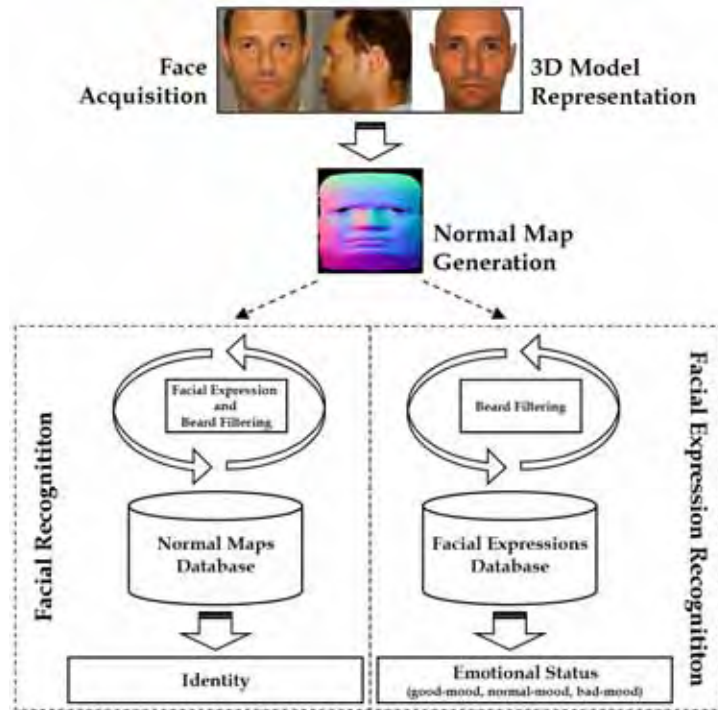 Face
Acquisition
3D Model
Representation
Normal Map
Generation
Facial Recognititon
Facial Expression
and
Beard Filtering
Normal Maps
Database
Identity
Beard Filtering
Facial Expressions
Database
Emotional Status
(good-mood, normal-mood, bad-mood)
Facial Expression Recognititon